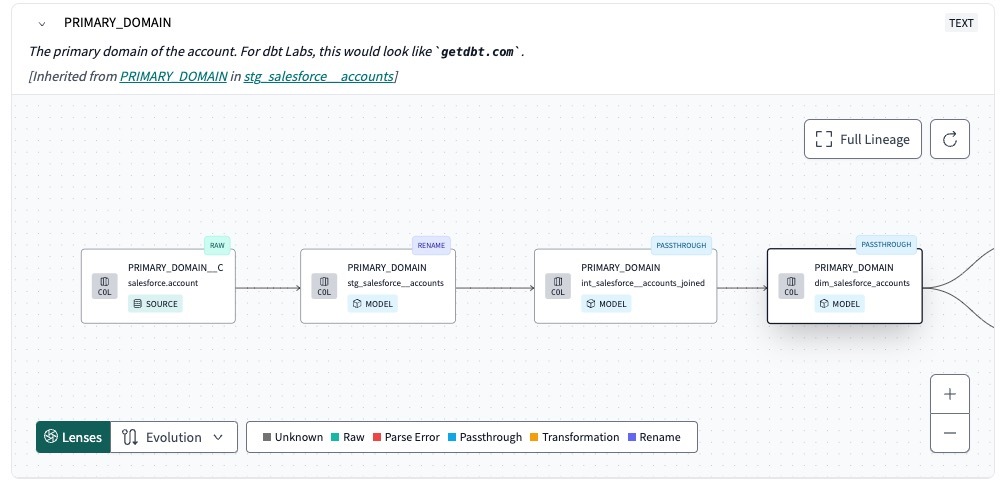 PRIMARY_DOMAIN
TEXT
The primary domain of the account. For dbt Labs, this would look like `getdbt.com`.
[Inherited from PRIMARY_DOMAIN in stg_salesforce__accounts]
Full Lineage
RAW
COL
PRIMARY_DOMAIN__C
salesforce.account
SOURCE
RENAME
COL
PRIMARY_DOMAIN
stg_salesforce__accounts
MODEL
PASSTHROUGH
COL
PRIMARY_DOMAIN
int_salesforce__accounts_joined
MODEL
PASSTHROUGH
COL
PRIMARY_DOMAIN
dim_salesforce_accounts
MODEL
Lenses
Evolution
Unknown
Raw
Parse Error
Passthrough
Transformation
Rename